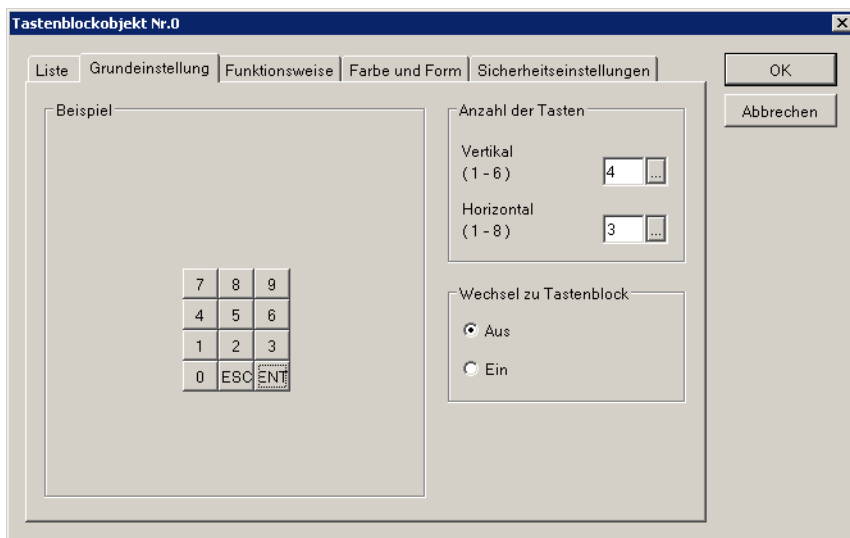 Tastenblockobjekt Nr.0
Liste Grundeinstellung Funktionsweise Farbe und Form Sicherheitseinstellungen
OK
Abbrechen
Beispiel
7 8 9
4 5 6
1 2 3
0 ESC ENT
Anzahl der Tasten
Vertikal
( 1 - 6 ) 4 ...
Horizontal
( 1 - 8 ) 3 ...
Wechsel zu Tastenblock
Aus
Ein